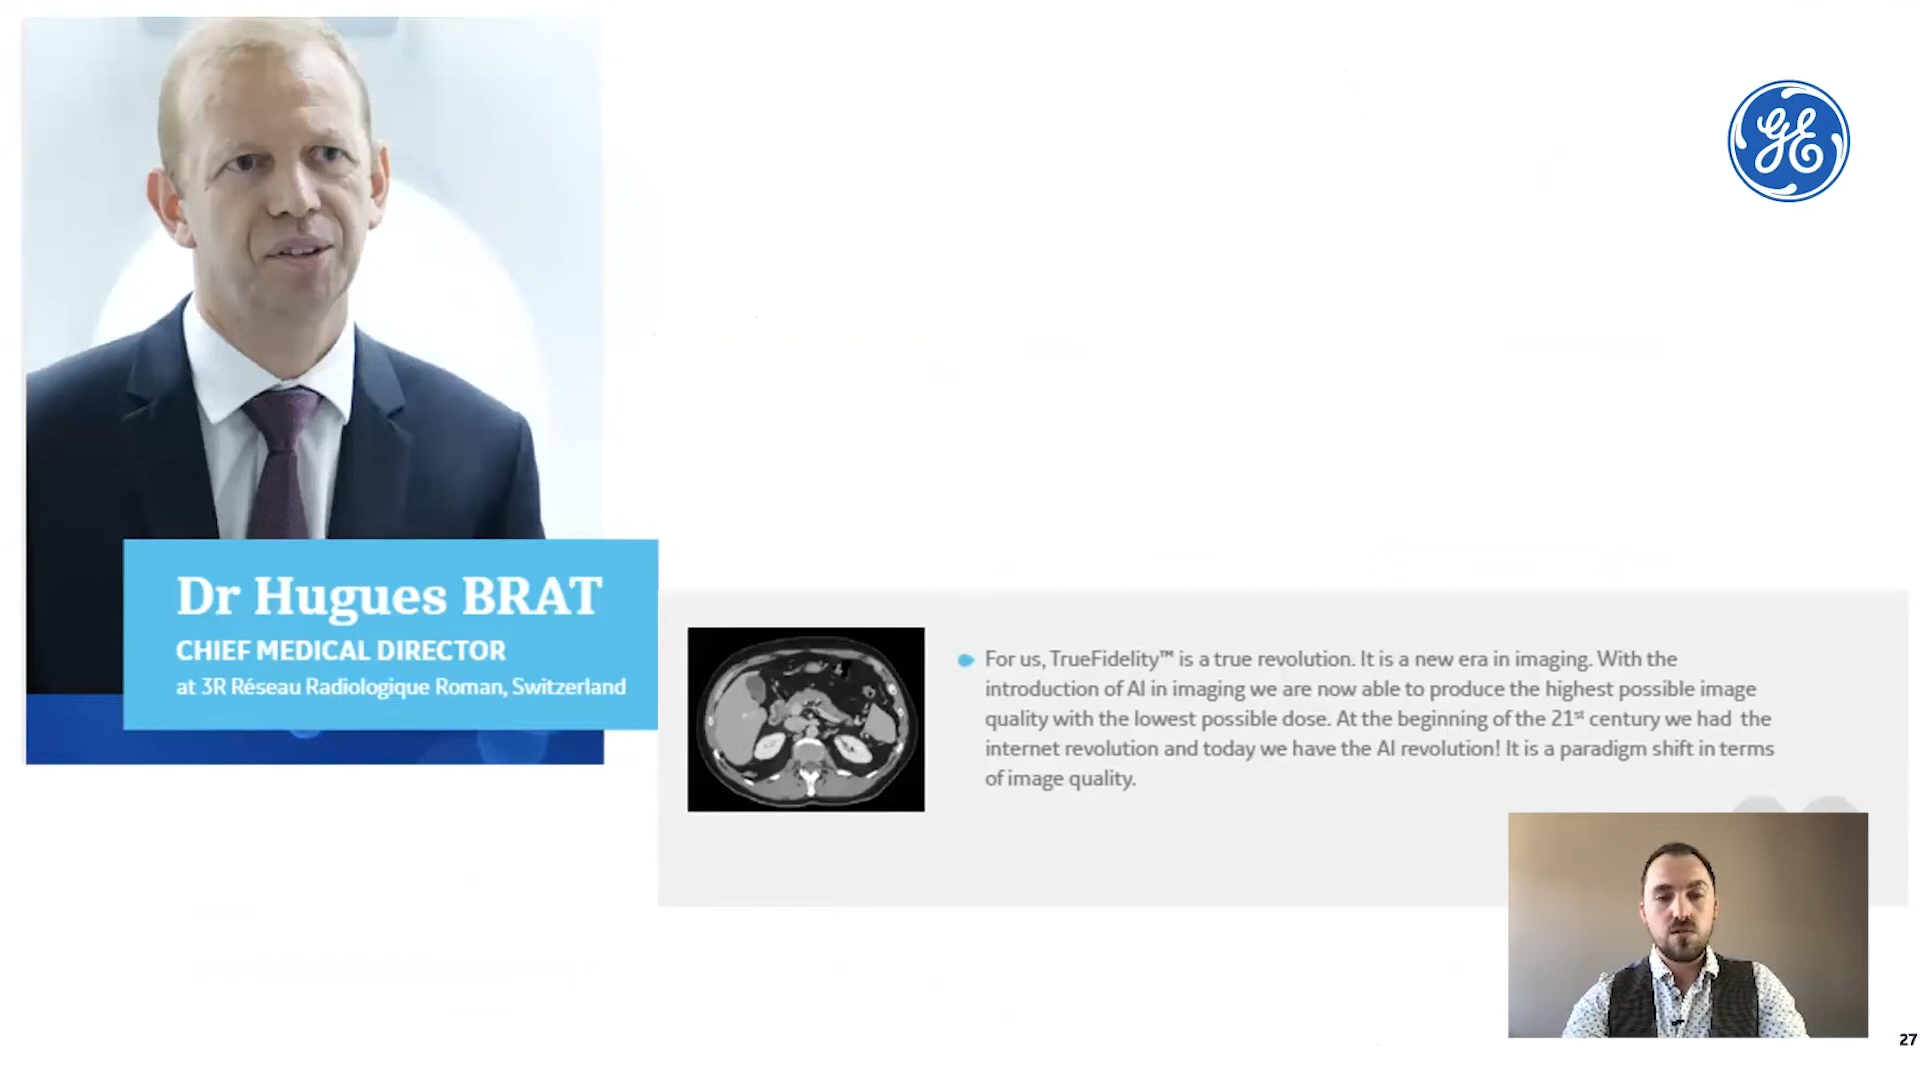 GE
Dr Hugues BRAT
CHIEF MEDICAL DIRECTOR
at 3R Réseau Radiologique Roman, Switzerland
For us, TrueFidelity™ is a true revolution. It is a new era in imaging. With the
introduction of AI in imaging we are now able to produce the highest possible image
quality with the lowest possible dose. At the beginning of the 21st century we had the
internet revolution and today we have the AI revolution! It is a paradigm shift in terms
of image quality.
27